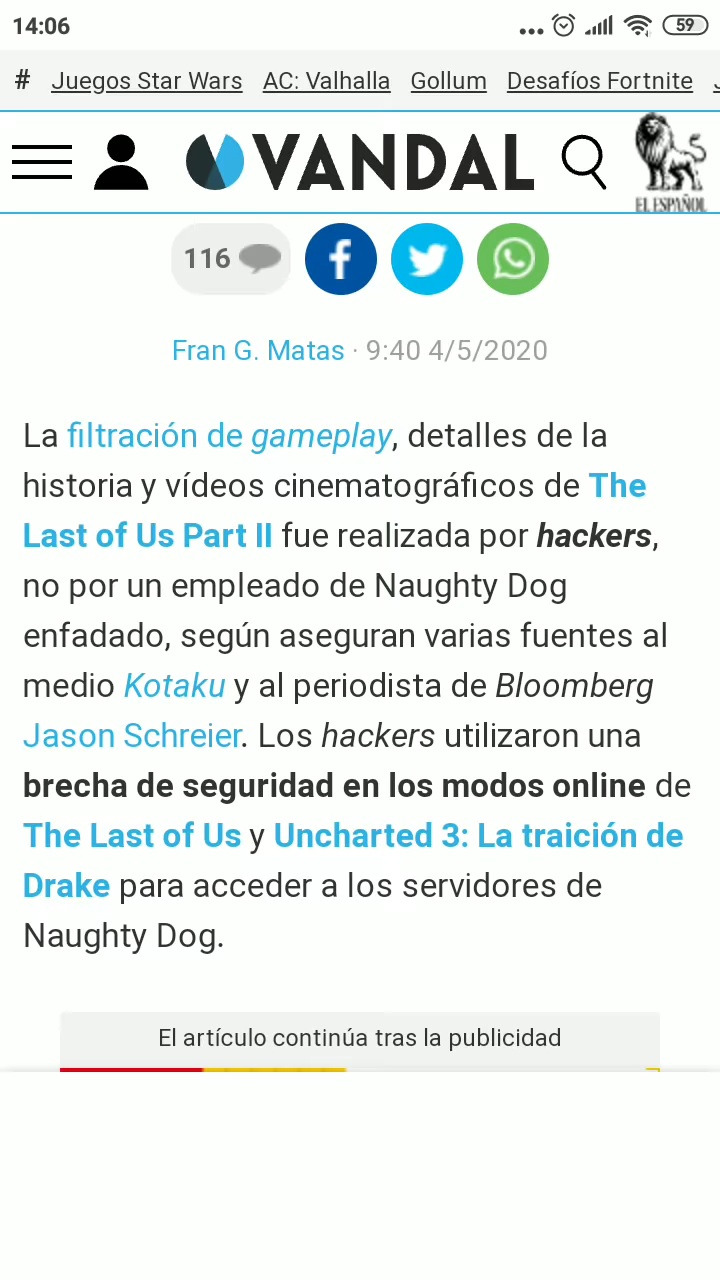 14:06
59
# Juegos Star Wars AC: Valhalla Gollum Desafíos Fortnite
VANDAL
EL ESPAÑOL
116
Fran G. Matas · 9:40 4/5/2020
La filtración de gameplay, detalles de la
historia y vídeos cinematográficos de The
Last of Us Part II fue realizada por hackers,
no por un empleado de Naughty Dog
enfadado, según aseguran varias fuentes al
medio Kotaku y al periodista de Bloomberg
Jason Schreier. Los hackers utilizaron una
brecha de seguridad en los modos online de
The Last of Us y Uncharted 3: La traición de
Drake para acceder a los servidores de
Naughty Dog.
El artículo continúa tras la publicidad